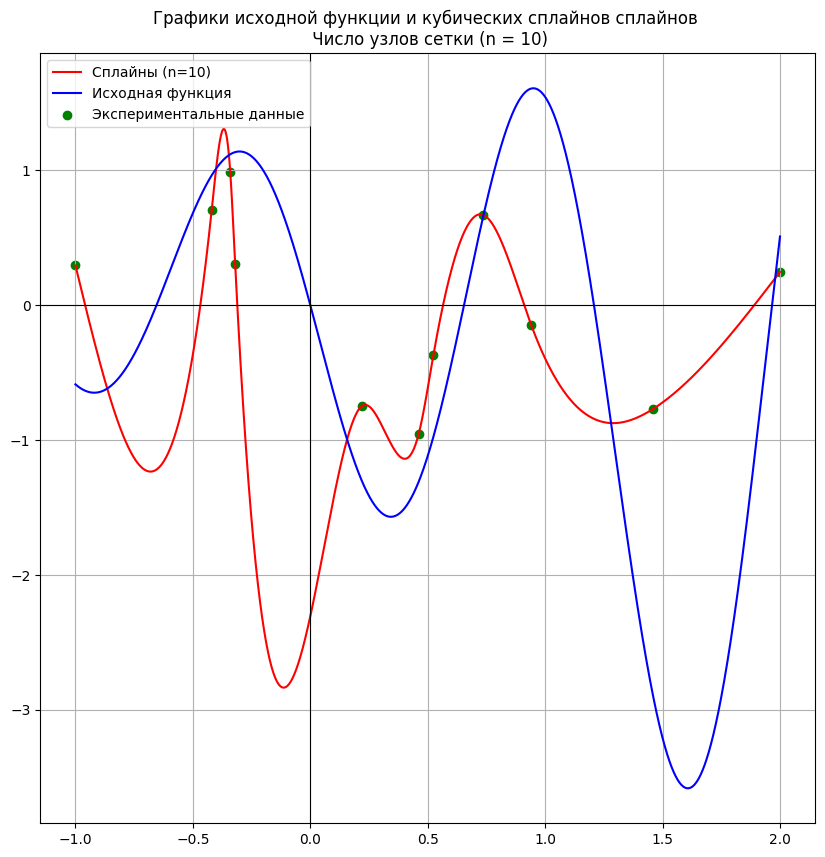 Графики исходной функции и кубических сплайнов сплайнов
Число узлов сетки (n = 10)
Сплайны (n=10)
Исходная функция
Экспериментальные данные
1
0
−1
−2
−3
−1.0 −0.5 0.0 0.5 1.0 1.5 2.0